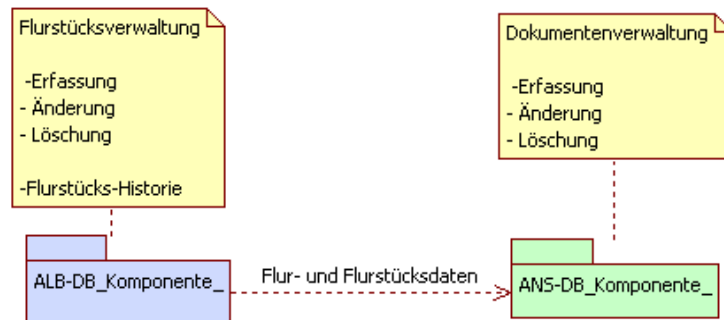 Flurstücksverwaltung
-Erfassung
- Änderung
- Löschung
-Flurstücks-Historie
Dokumentenverwaltung
-Erfassung
- Änderung
- Löschung
ALB-DB_Komponente_
Flur- und Flurstücksdaten
ANS-DB_Komponente_